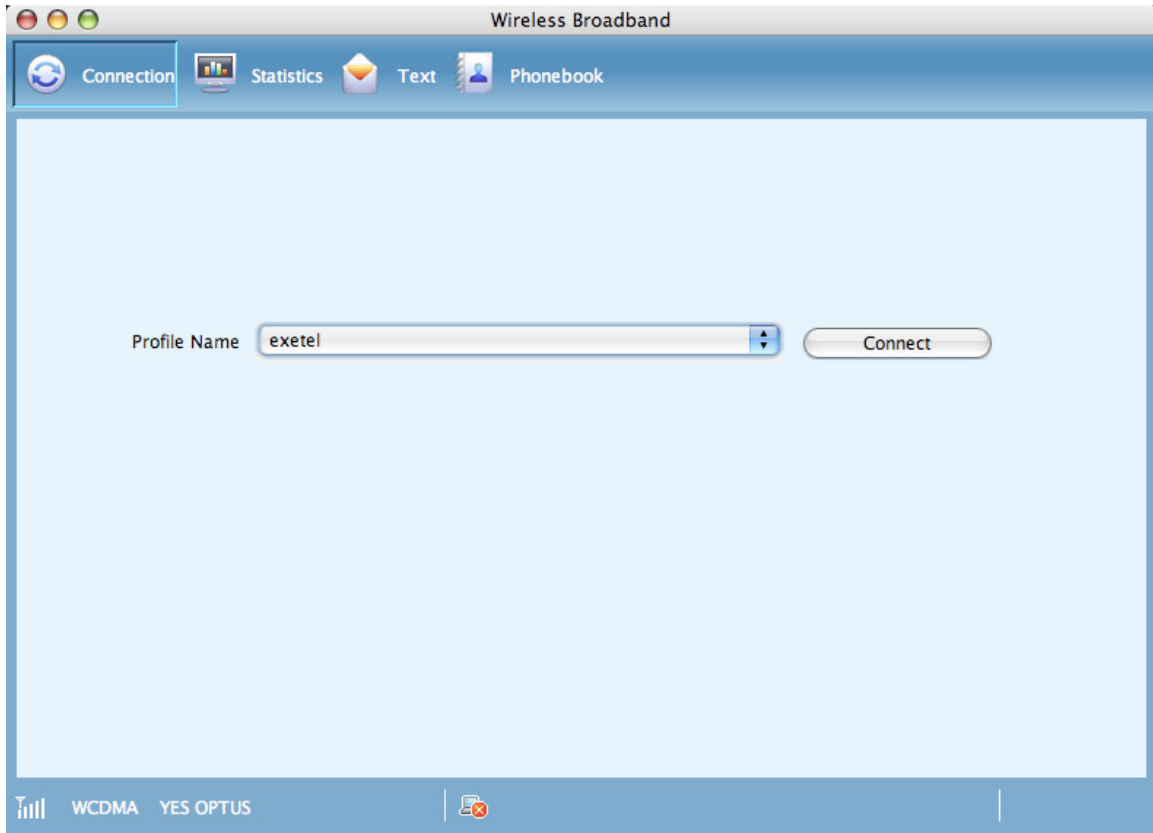 Wireless Broadband
Connection Statistics Text Phonebook
Profile Name exetel Connect
WCDMA YES OPTUS